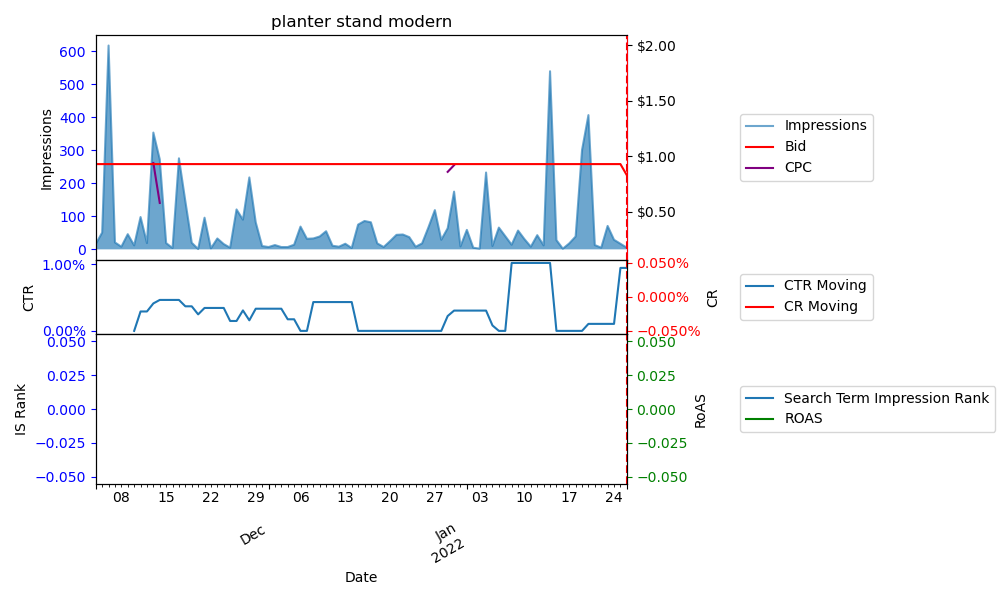 planter stand modern
Impressions
600
500
400
300
200
100
0
$2.00
$1.50
$1.00
$0.50
Impressions
Bid
CPC
CTR
1.00%
0.00%
0.050%
0.000%
−0.050%
CR
CTR Moving
CR Moving
IS Rank
0.050
0.025
0.000
−0.025
−0.050
0.050
0.025
0.000
−0.025
−0.050
RoAS
Search Term Impression Rank
ROAS
08 15 22 29 06 13 20 27 03 10 17 24
Dec
Jan
2022
Date